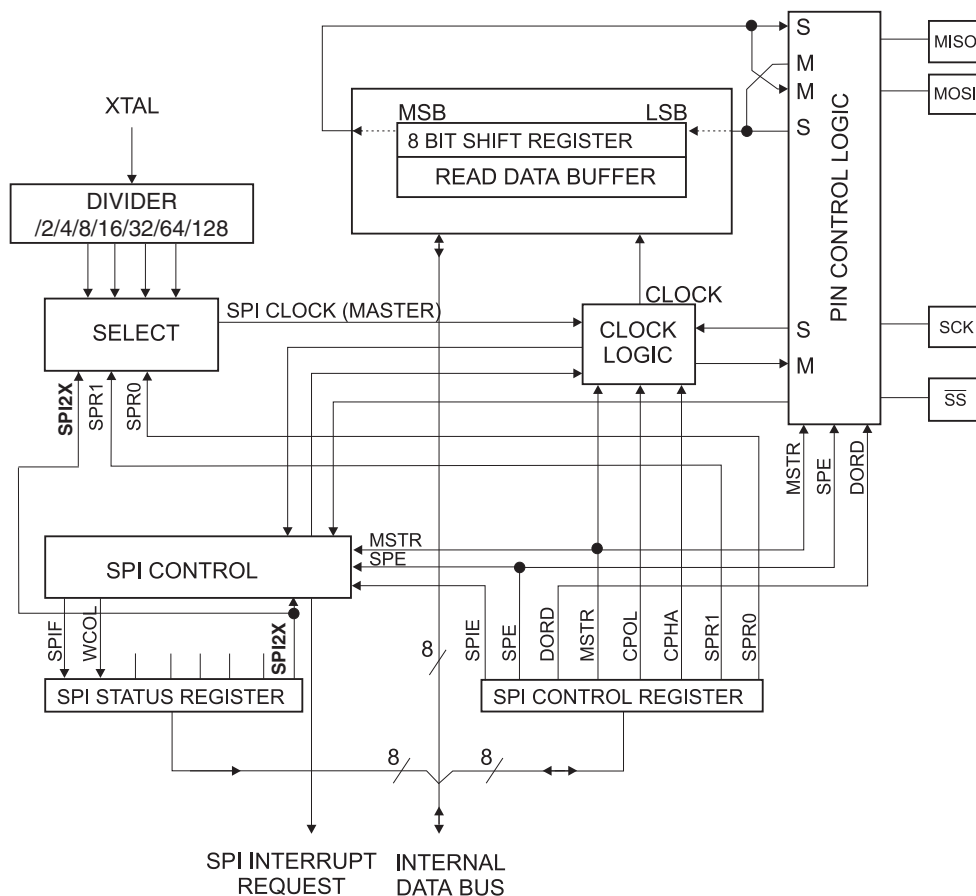 S
MISO
M
XTAL
MSB
LSB
M
MOSI
8 BIT SHIFT REGISTER
S
READ DATA BUFFER
DIVIDER
/2/4/8/16/32/64/128
PIN CONTROL LOGIC
SPI CLOCK (MASTER)
CLOCK
SELECT
CLOCK
LOGIC
S
SCK
M
SPI2X
SPR1
SPR0
SS
MSTR
SPE
DORD
MSTR
SPE
SPI CONTROL
SPIF
WCOL
SPI2X
SPIE
SPE
DORD
MSTR
CPOL
CPHA
SPR1
SPR0
8
SPI STATUS REGISTER
SPI CONTROL REGISTER
8
8
SPI INTERRUPT
REQUEST
INTERNAL
DATA BUS